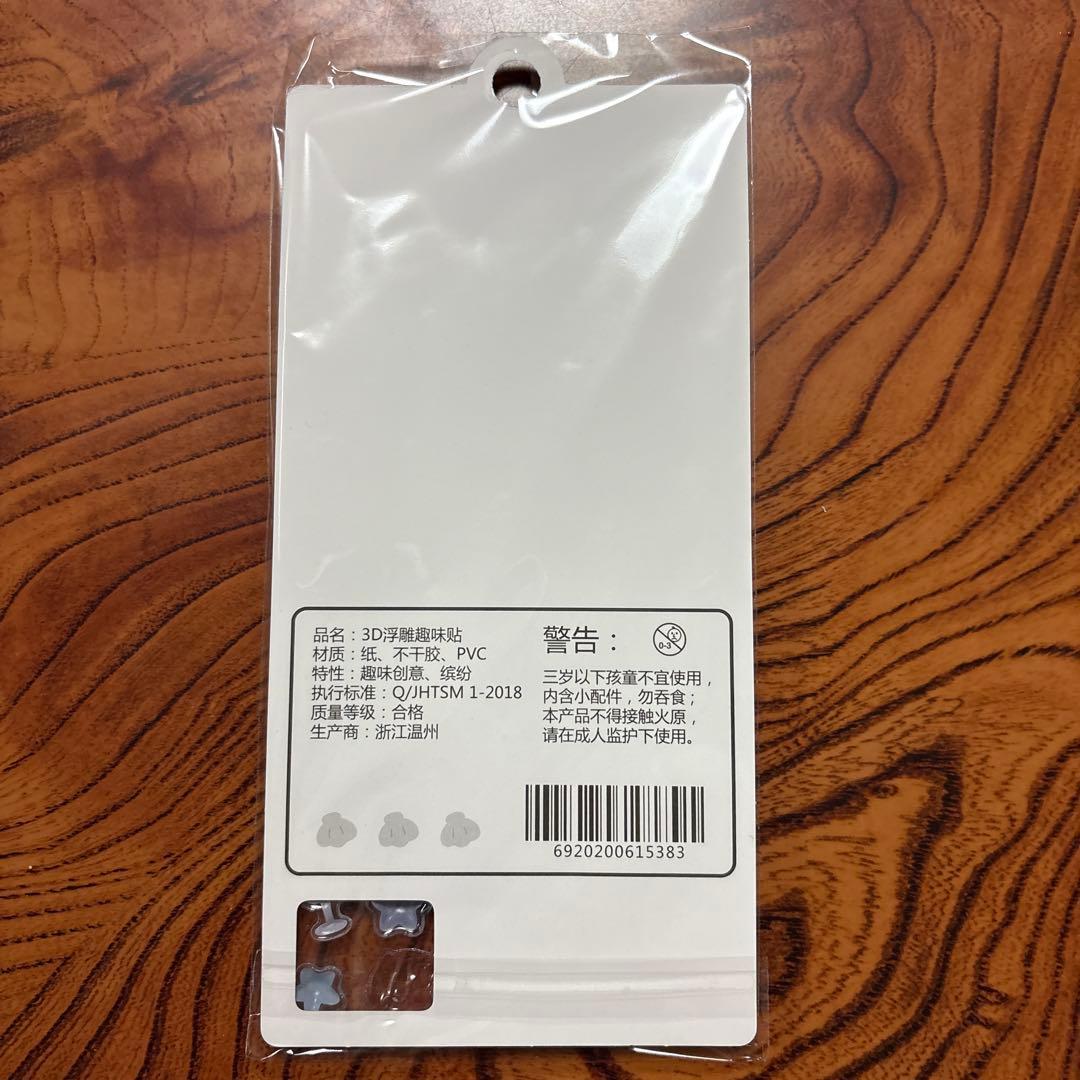 品名：3D浮雕趣味贴
材质：纸、不干胶、PVC
特性：趣味创意、缤纷
执行标准：Q/JHTSM 1-2018
质量等级：合格
生产商：浙江温州
警告：
0-3
三岁以下孩童不宜使用，
内含小配件，勿吞食；
本产品不得接触火原，
请在成人监护下使用。
6920200615383